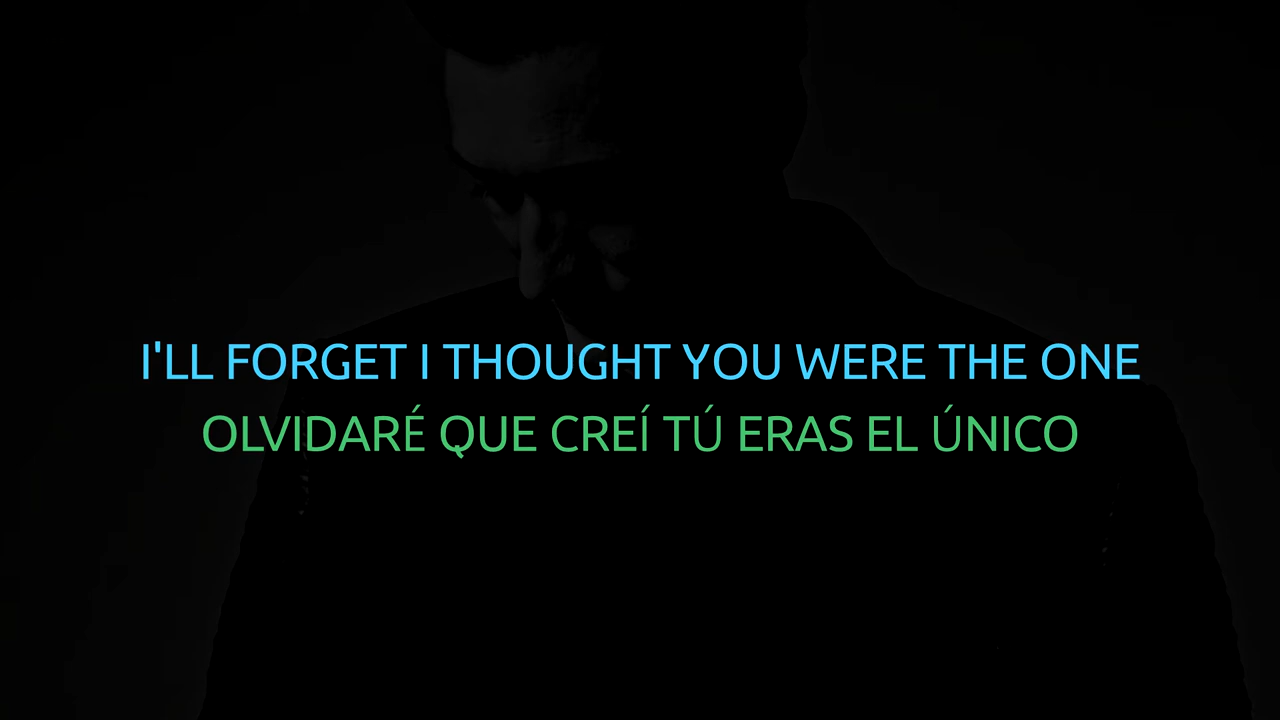 I'LL FORGET I THOUGHT YOU WERE THE ONE
OLVIDARÉ QUE CREÍ TÚ ERAS EL ÚNICO